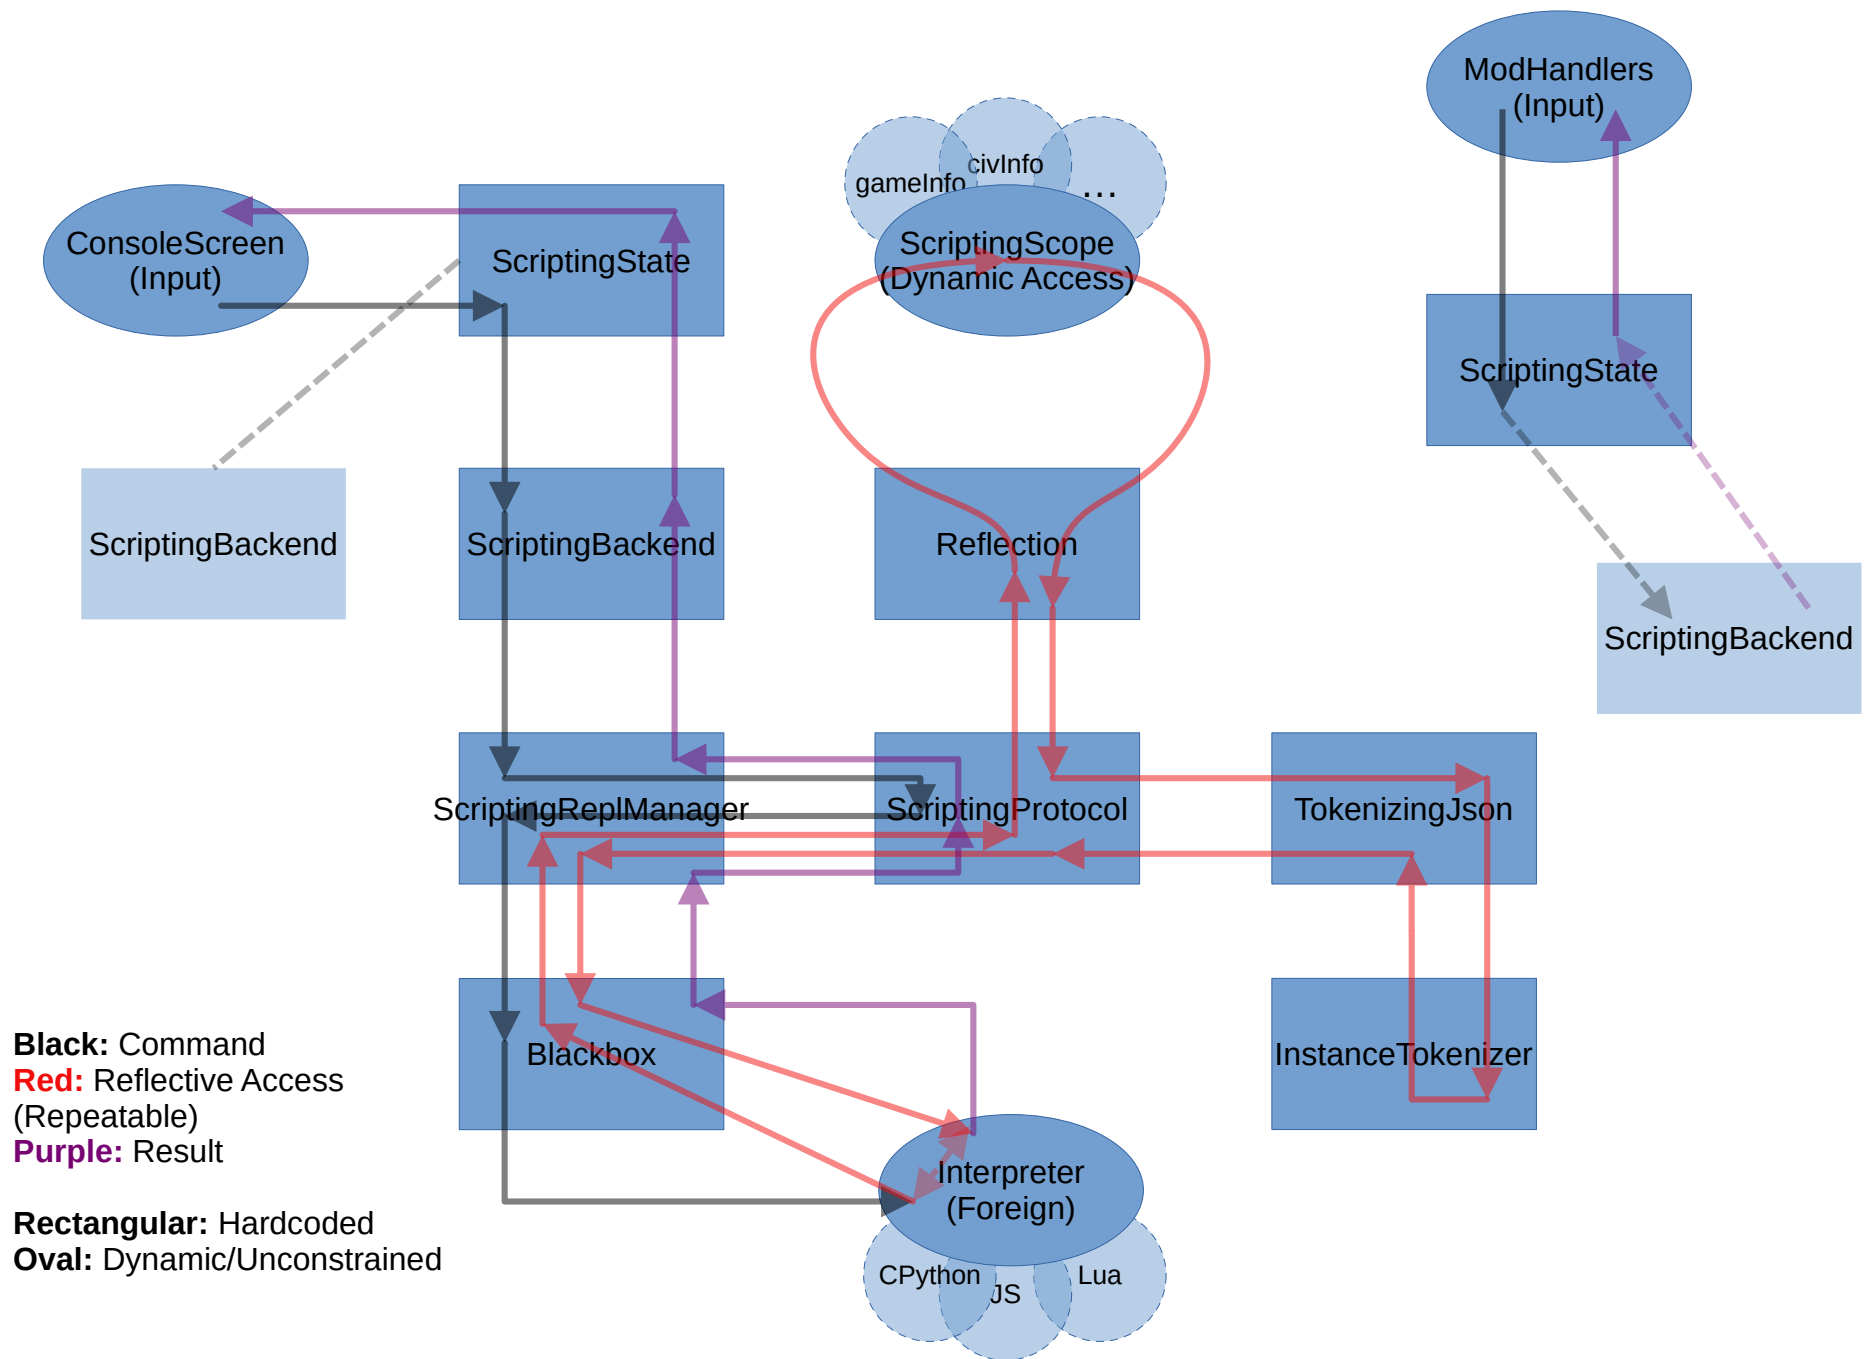 ModHandlers
(Input)
civInfo
gameInfo
...
ConsoleScreen
(Input)
ScriptingState
ScriptingScope
(Dynamic Access)
ScriptingState
ScriptingBackend
ScriptingBackend
Reflection
ScriptingBackend
ScriptingReplManager
ScriptingProtocol
TokenizingJson
Blackbox
InstanceTokenizer
Interpreter
(Foreign)
CPython
JS
Lua
Black: Command
Red: Reflective Access
(Repeatable)
Purple: Result
Rectangular: Hardcoded
Oval: Dynamic/Unconstrained